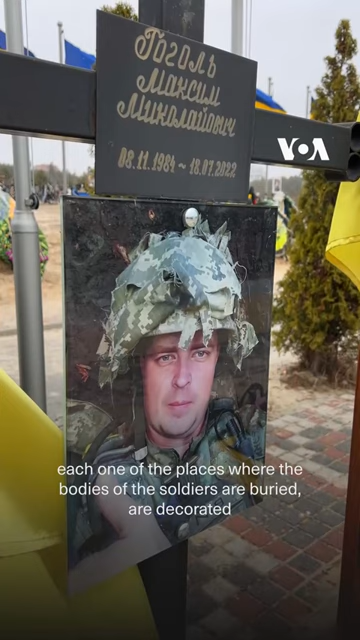 Гоголь
Максим
Миколайович
08.11.1984 ~ 18.07.2022
VOA
each one of the places where the
bodies of the soldiers are buried,
are decorated